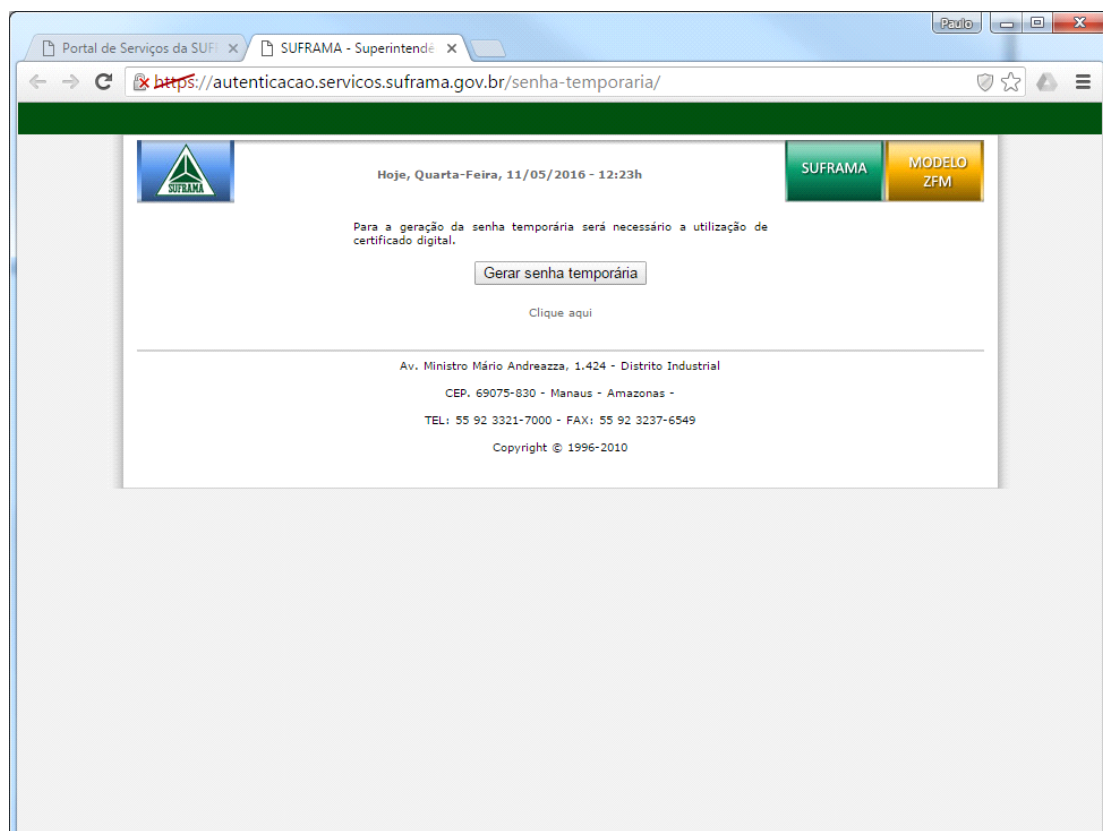 Paulo
Portal de Serviços da SUF
SUFRAMA - Superintendê
https://autenticacao.servicos.suframa.gov.br/senha-temporaria/
SUFRAMA
Hoje, Quarta-Feira, 11/05/2016 - 12:23h
SUFRAMA
MODELO
ZFM
Para a geração da senha temporária será necessário a utilização de
certificado digital.
Gerar senha temporária
Clique aqui
Av. Ministro Mário Andreazza, 1.424 - Distrito Industrial
CEP. 69075-830 - Manaus - Amazonas -
TEL: 55 92 3321-7000 - FAX: 55 92 3237-6549
Copyright © 1996-2010